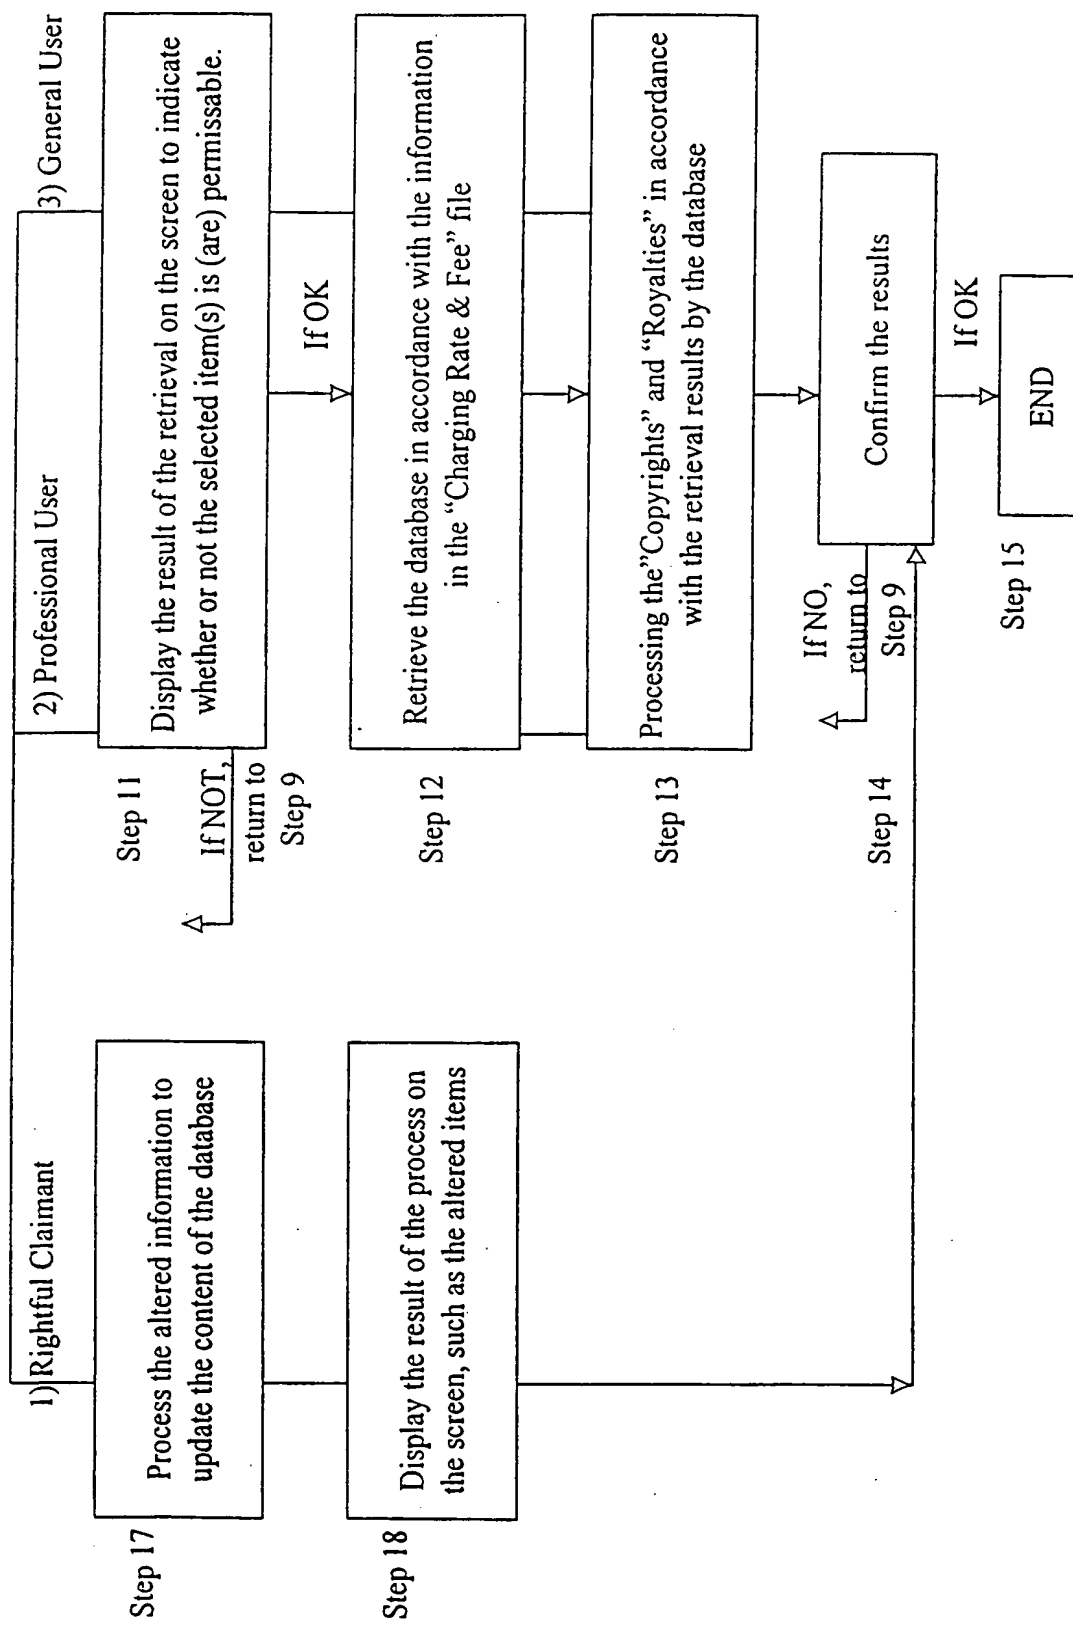 1) Rightful Claimant
2) Professional User
3) General User
Step 17
Process the altered information to
update the content of the database
Step 11
Display the result of the retrieval on the screen to indicate
whether or not the selected item(s) is (are) permissable.
If NOT,
return to
Step 9
If OK
Step 18
Display the result of the process on
the screen, such as the altered items
Step 12
Retrieve the database in accordance with the information
in the “Charging Rate & Fee” file
Step 13
Processing the”Copyrights” and “Royalties” in accordance
with the retrieval results by the database
Step 14
If NO,
return to
Step 9
Confirm the results
If OK
Step 15
END